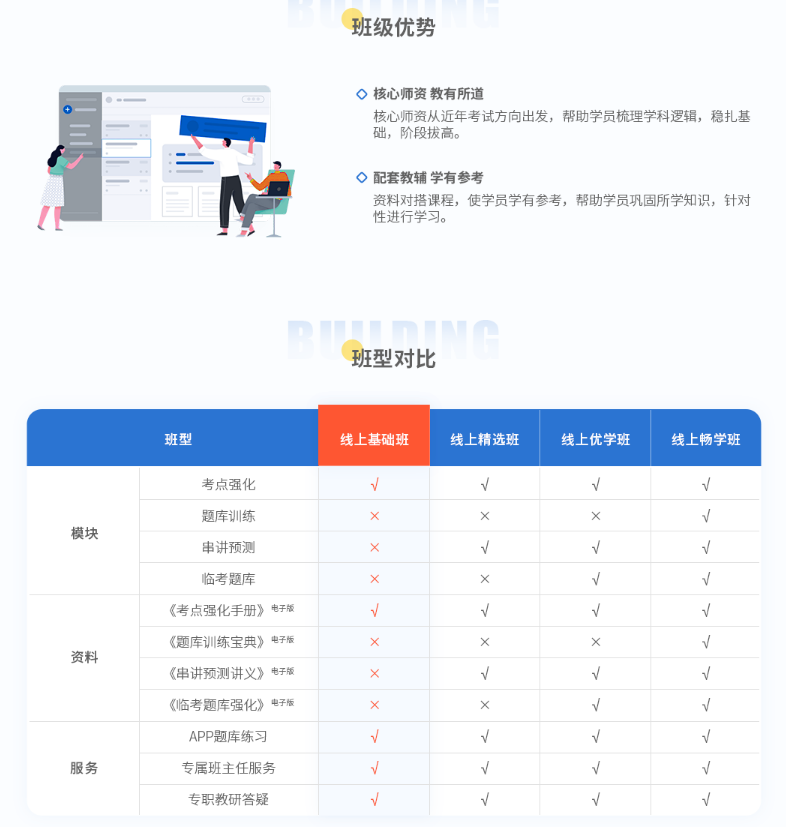 BUILDING
班级优势
核心师资 教有所道
核心师资从近年考试方向出发，帮助学员梳理学科逻辑，稳扎基
础，阶段拔高。
配套教辅 学有参考
资料对搭课程，使学员学有参考，帮助学员巩固所学知识，针对
性进行学习。
BUILDING
班型对比
班型 线上基础班 线上精选班 线上优学班 线上畅学班
模块
考点强化 √ √ √ √
题库训练 × × × √
串讲预测 × √ √ √
临考题库 × × √ √
资料
《考点强化手册》电子版 √ √ √ √
《题库训练宝典》电子版 × × × √
《串讲预测讲义》电子版 × √ √ √
《临考题库强化》电子版 × × √ √
服务
APP题库练习 √ √ √ √
专属班主任服务 √ √ √ √
专职教研答疑 √ √ √ √